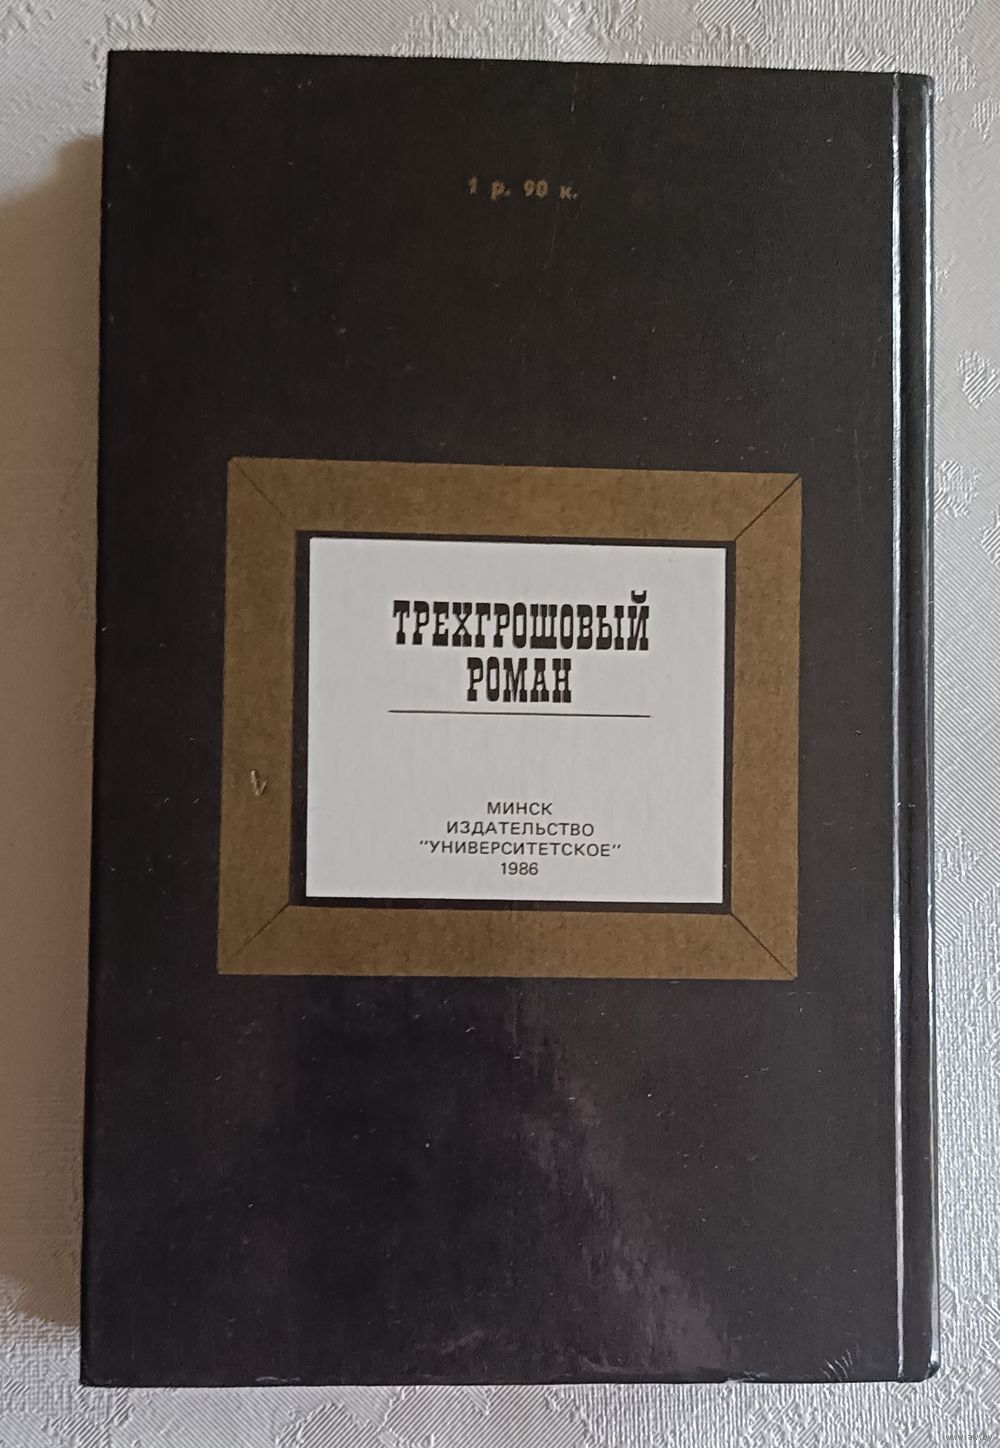 1 р. 90 к.
ТРЕХГРОШОВЫЙ
РОМАН
МИНСК
ИЗДАТЕЛЬСТВО
"УНИВЕРСИТЕТСКОЕ"
1986